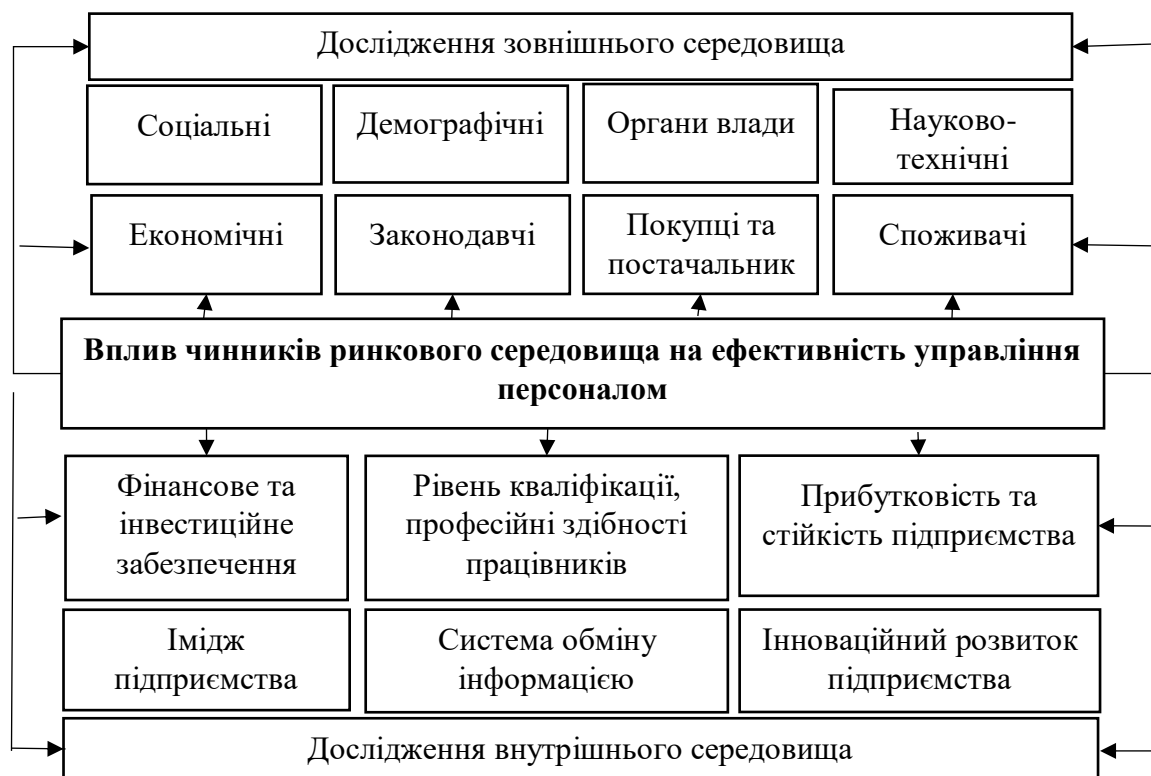 Дослідження зовнішнього середовища
Соціальні
Демографічні
Органи влади
Науково-
технічні
Економічні
Законодавчі
Покупці та
постачальник
Споживачі
Вплив чинників ринкового середовища на ефективність управління
персоналом
Фінансове та
інвестиційне
забезпечення
Рівень кваліфікації,
професійні здібності
працівників
Прибутковість та
стійкість підприємства
Імідж
підприємства
Система обміну
інформацією
Інноваційний розвиток
підприємства
Дослідження внутрішнього середовища